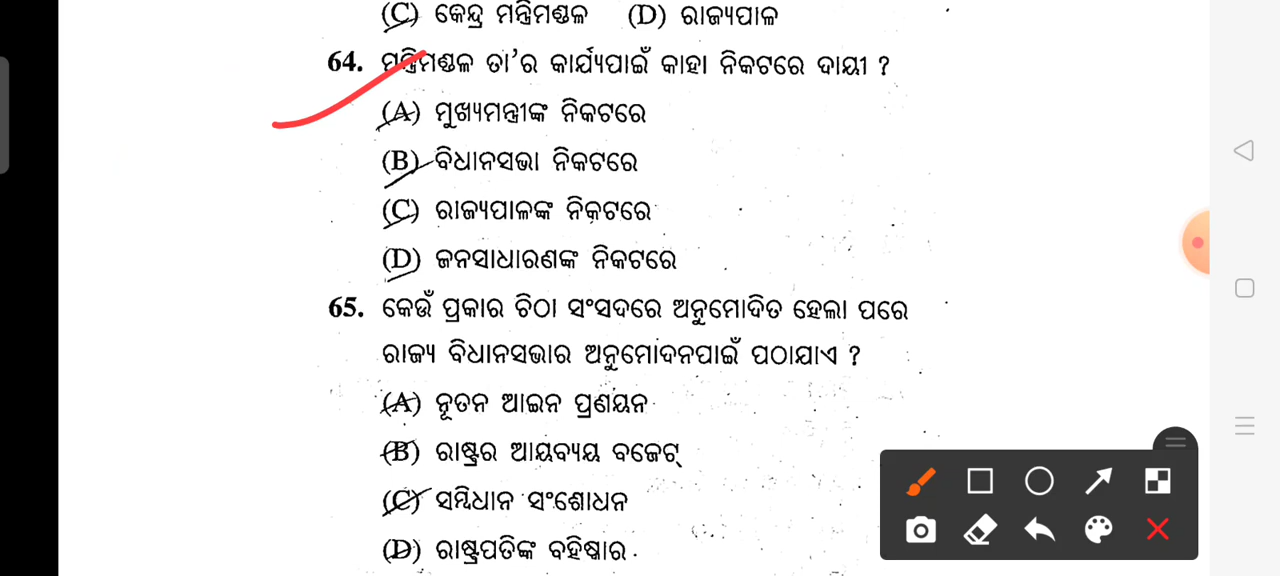 (C) କେନ୍ଦ୍ର ମନ୍ତ୍ରିମଣ୍ଡଳ (D) ରାଜ୍ୟପାଳ
64. ମନ୍ତ୍ରିମଣ୍ଡଳ ତା'ର କାର୍ଯ୍ୟପାଇଁ କାହା ନିକଟରେ ଦାୟୀ ?
(A) ମୁଖ୍ୟମନ୍ତ୍ରୀଙ୍କ ନିକଟରେ
(B) ବିଧାନସଭା ନିକଟରେ
(C) ରାଜ୍ୟପାଳଙ୍କ ନିକଟରେ
(D) ଜନସାଧାରଣଙ୍କ ନିକଟରେ
65. କେଉଁ ପ୍ରକାର ଚିଠା ସଂସଦରେ ଅନୁମୋଦିତ ହେଲା ପରେ
ରାଜ୍ୟ ବିଧାନସଭାର ଅନୁମୋଦନପାଇଁ ପଠାଯାଏ ?
(A) ନୂତନ ଆଇନ ପ୍ରଣୟନ
(B) ରାଷ୍ଟ୍ରର ଆୟବ୍ୟୟ ବଜେଟ୍
(C) ସମ୍ବିଧାନ ସଂଶୋଧନ
(D) ରାଷ୍ଟ୍ରପତିଙ୍କ ବହିଷ୍କାର